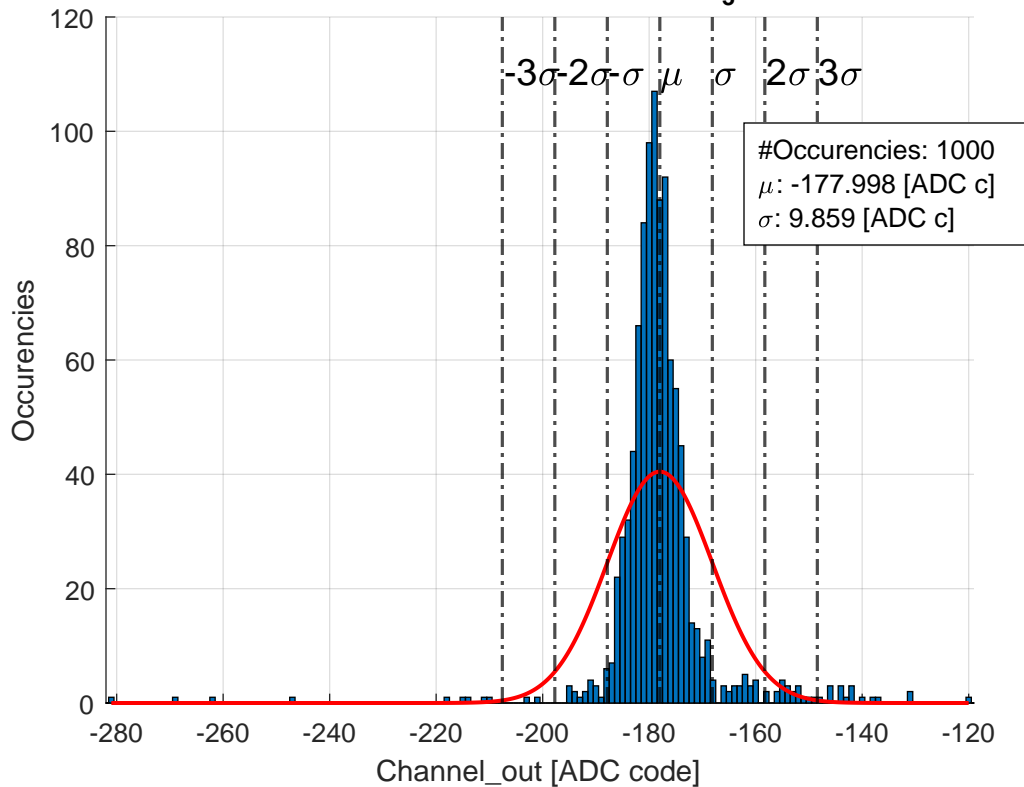 120
100
80
60
40
20
0
-3σ -2σ -σ μ σ 2σ 3σ
#Occurencies: 1000
μ: -177.998 [ADC c]
σ: 9.859 [ADC c]
Occurencies
-280 -260 -240 -220 -200 -180 -160 -140 -120
Channel_out [ADC code]